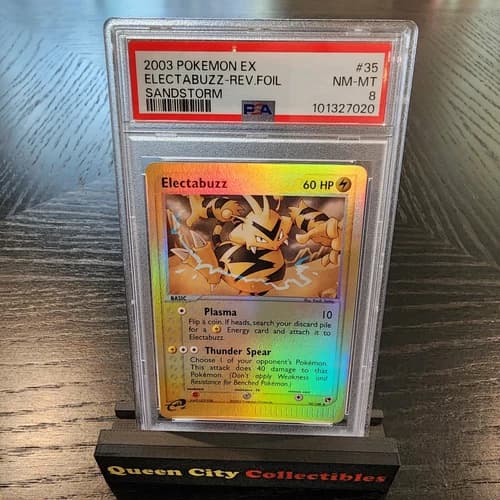 2003 POKEMON EX #35
ELECTABUZZ-REV.FOIL NM-MT
SANDSTORM 8
PSA 101327020
Electabuzz 60 HP
BASIC
Plasma 10
Flip a coin. If heads, search your discard pile
for a Energy card and attach it to
Electabuzz.
Thunder Spear
Choose 1 of your opponent's Pokémon.
This attack does 40 damage to that
Pokémon. (Don't apply Weakness and
Resistance for Benched Pokémon.)
Queen City Collectibles